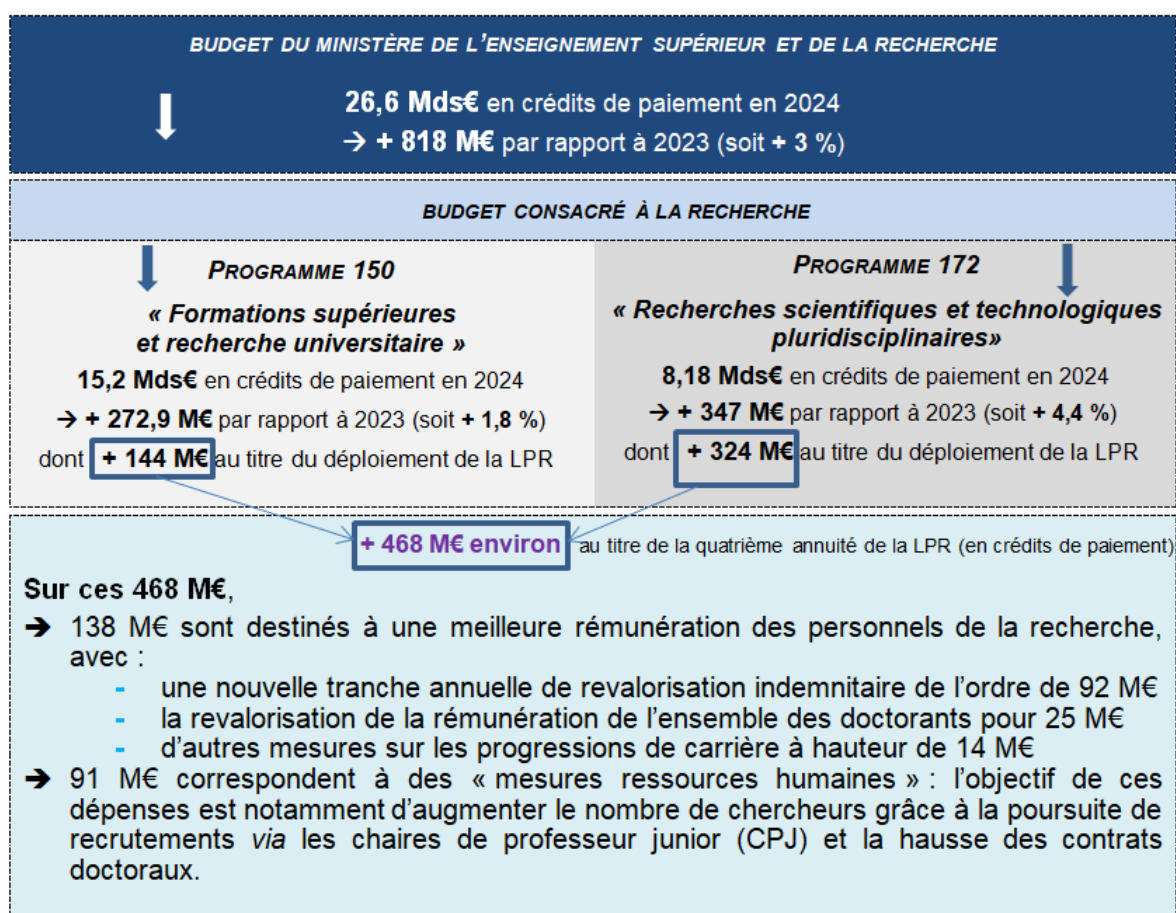 BUDGET DU MINISTÈRE DE L'ENSEIGNEMENT SUPÉRIEUR ET DE LA RECHERCHE
26,6 Mds€ en crédits de paiement en 2024
→ + 818 M€ par rapport à 2023 (soit + 3 %)
BUDGET CONSACRÉ À LA RECHERCHE
PROGRAMME 150
« Formations supérieures
et recherche universitaire »
15,2 Mds€ en crédits de paiement en 2024
→ + 272,9 M€ par rapport à 2023 (soit + 1,8 %)
dont + 144 M€ au titre du déploiement de la LPR
PROGRAMME 172
« Recherches scientifiques et technologiques
pluridisciplinaires»
8,18 Mds€ en crédits de paiement en 2024
→ + 347 M€ par rapport à 2023 (soit + 4,4 %)
dont + 324 M€ au titre du déploiement de la LPR
+ 468 M€ environ au titre de la quatrième annuité de la LPR (en crédits de paiement)
Sur ces 468 M€,
➔ 138 M€ sont destinés à une meilleure rémunération des personnels de la recherche,
avec :
- une nouvelle tranche annuelle de revalorisation indemnitaire de l'ordre de 92 M€
- la revalorisation de la rémunération de l'ensemble des doctorants pour 25 M€
- d'autres mesures sur les progressions de carrière à hauteur de 14 M€
➔ 91 M€ correspondent à des « mesures ressources humaines » : l'objectif de ces
dépenses est notamment d'augmenter le nombre de chercheurs grâce à la poursuite de
recrutements via les chaires de professeur junior (CPJ) et la hausse des contrats
doctoraux.